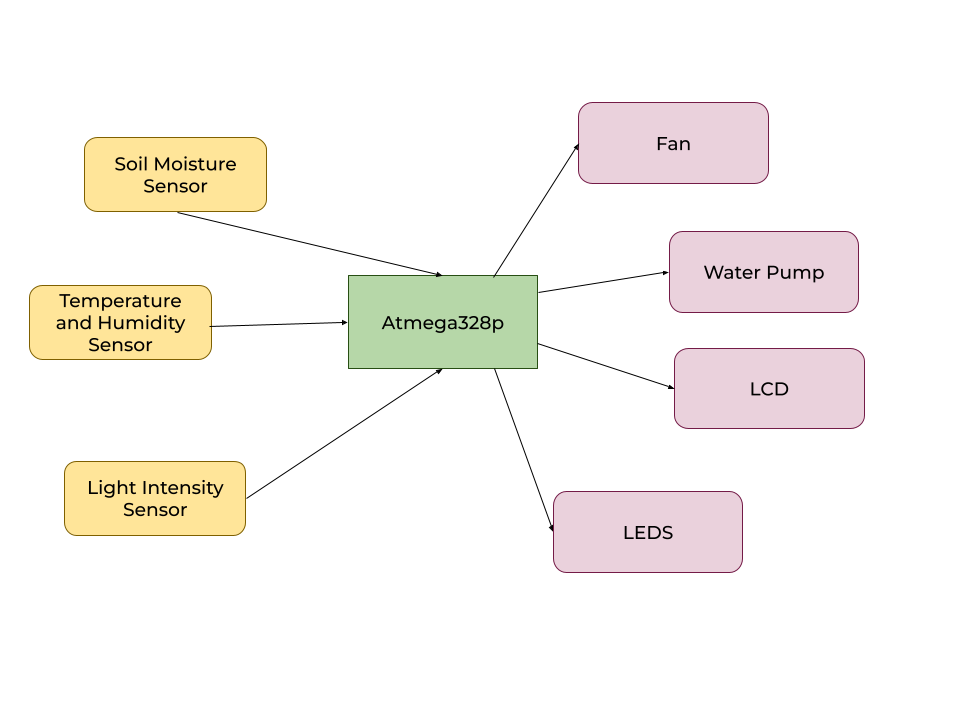 Soil Moisture
Sensor
Temperature
and Humidity
Sensor
Light Intensity
Sensor
Atmega328p
Fan
Water Pump
LCD
LEDS